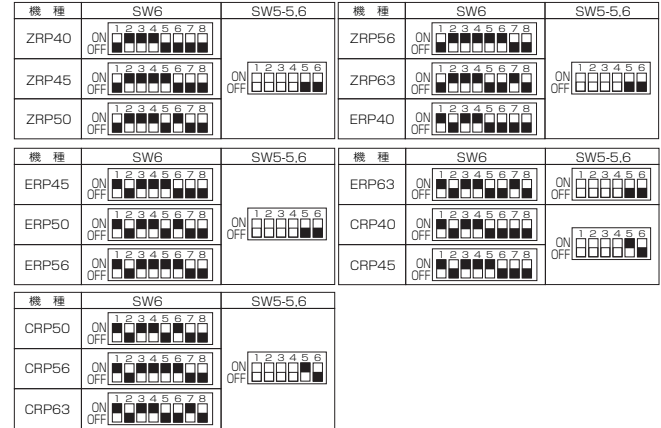 機 種 SW6 SW5-5,6
ZRP40 ON OFF 1 2 3 4 5 6 7 8
ZRP45 ON OFF 1 2 3 4 5 6 7 8 ON OFF 1 2 3 4 5 6
ZRP50 ON OFF 1 2 3 4 5 6 7 8
機 種 SW6 SW5-5,6
ZRP56 ON OFF 1 2 3 4 5 6 7 8
ZRP63 ON OFF 1 2 3 4 5 6 7 8 ON OFF 1 2 3 4 5 6
ERP40 ON OFF 1 2 3 4 5 6 7 8
機 種 SW6 SW5-5,6
ERP45 ON OFF 1 2 3 4 5 6 7 8
ERP50 ON OFF 1 2 3 4 5 6 7 8 ON OFF 1 2 3 4 5 6
ERP56 ON OFF 1 2 3 4 5 6 7 8
機 種 SW6 SW5-5,6
ERP63 ON OFF 1 2 3 4 5 6 7 8 ON OFF 1 2 3 4 5 6
CRP40 ON OFF 1 2 3 4 5 6 7 8 ON OFF 1 2 3 4 5 6
CRP45 ON OFF 1 2 3 4 5 6 7 8
機 種 SW6 SW5-5,6
CRP50 ON OFF 1 2 3 4 5 6 7 8
CRP56 ON OFF 1 2 3 4 5 6 7 8 ON OFF 1 2 3 4 5 6
CRP63 ON OFF 1 2 3 4 5 6 7 8